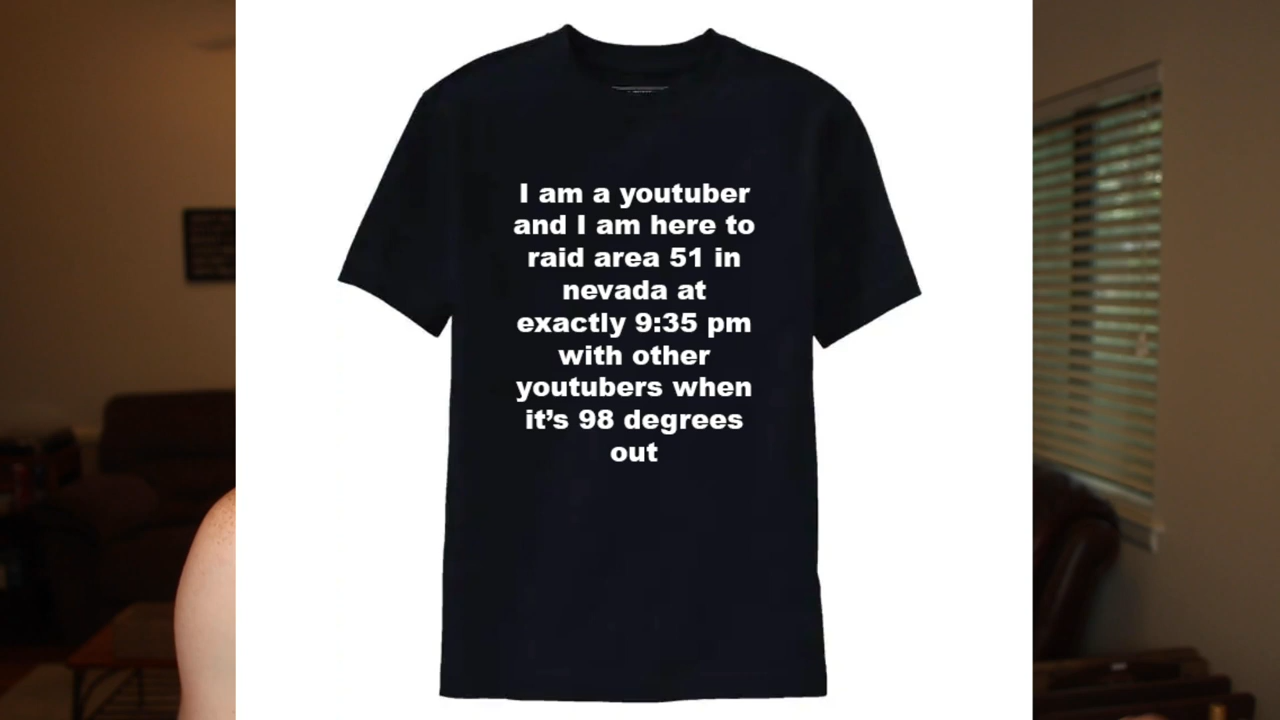 I am a youtuber
and I am here to
raid area 51 in
nevada at
exactly 9:35 pm
with other
youtubers when
it’s 98 degrees
out